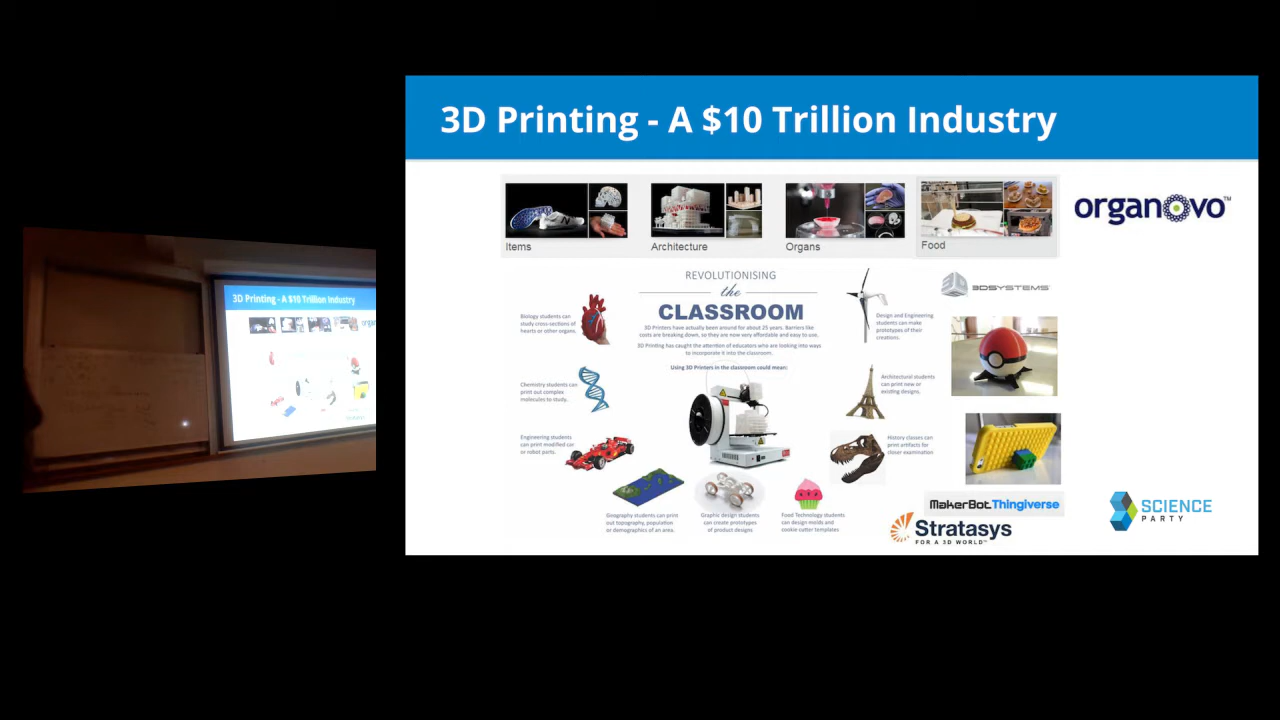 3D Printing - A $10 Trillion Industry
Items
Architecture
Organs
Food
organovo™
REVOLUTIONISING
the
CLASSROOM
3D Printers have actually been around for about 25 years. Barriers like
costs are breaking down, so they are now very affordable and easy to use.
3D Printing has caught the attention of educators who are looking into ways
to incorporate it into the classroom.
Using 3D Printers in the classroom could mean:
Biology students can
study cross-sections of
hearts or other organs.
Design and Engineering
students can make
prototypes of their
creations.
3DSYSTEMS
Chemistry students can
print out complex
molecules to study.
Architectural students
can print new or
existing designs.
Engineering students
can print modified car
or robot parts.
History classes can
print artifacts for
closer examination
Geography students can print
out topography, population
or demographics of an area.
Graphic design students
can create prototypes
of product designs
Food Technology students
can design molds and
cookie cutter templates
MakerBot.Thingiverse
Stratasys
FOR A 3D WORLD™
SCIENCE
PARTY
3D Printing - A $10 Trillion Industry